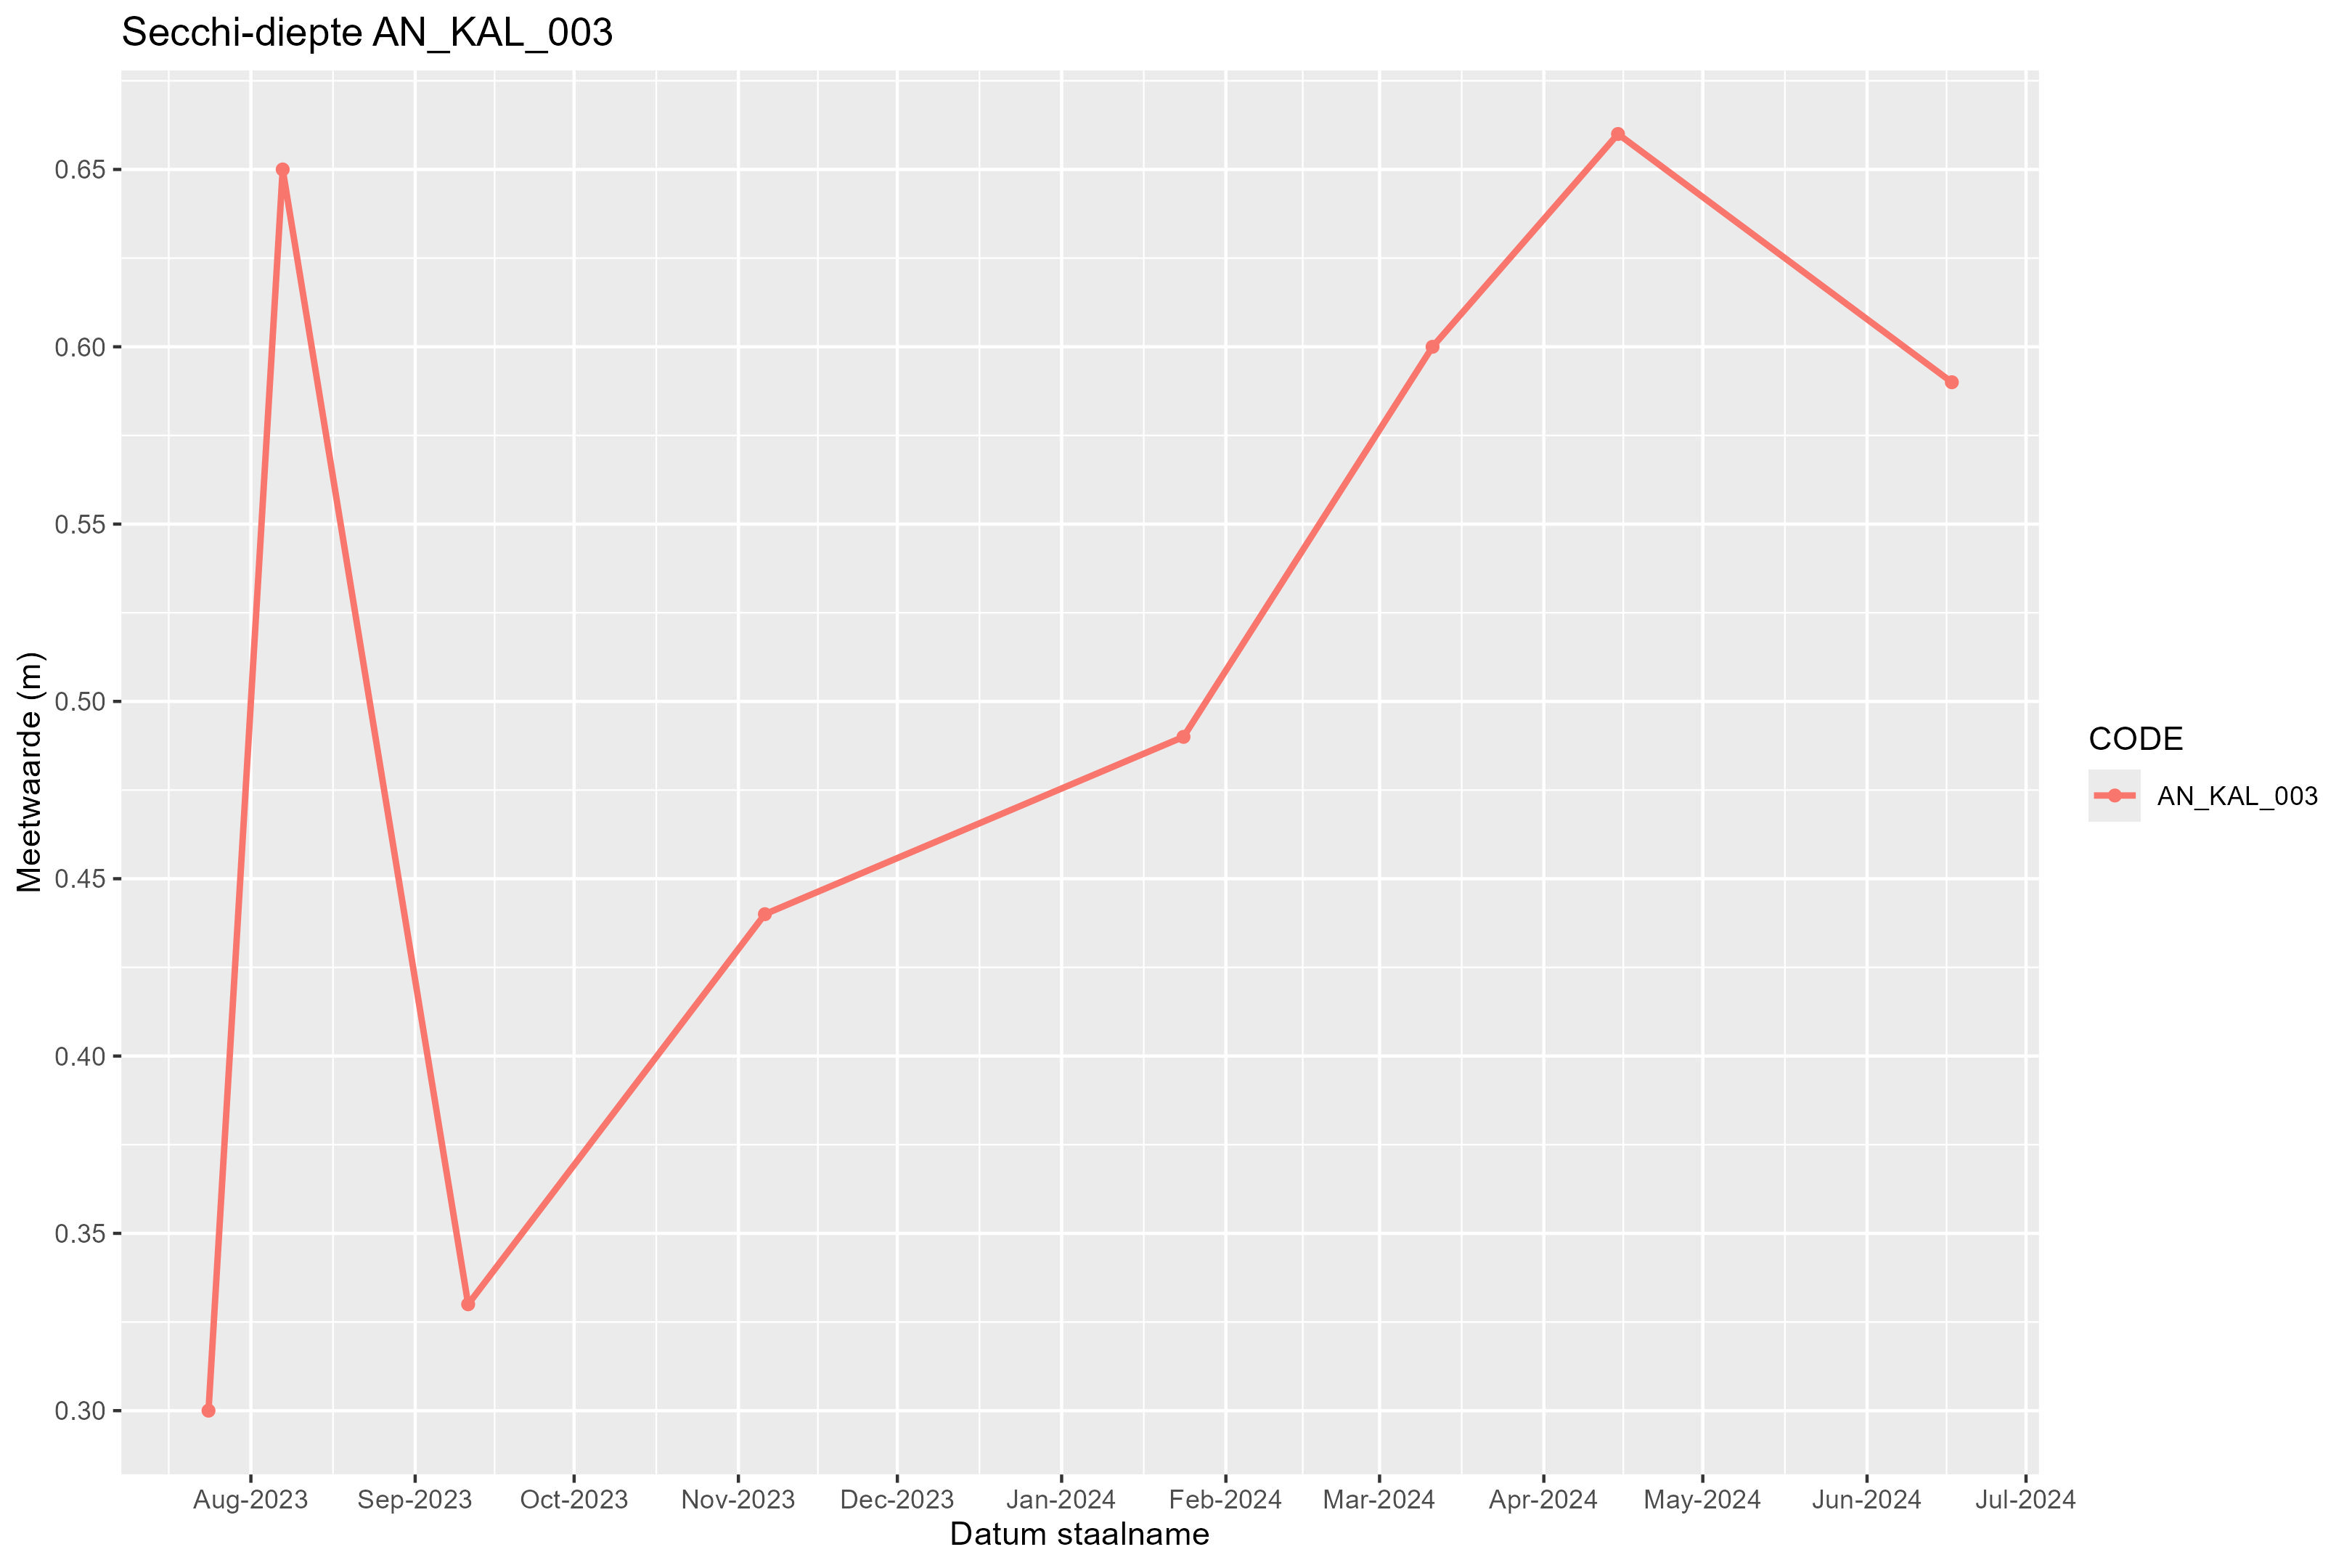 Secchi-diepte AN_KAL_003
Meetwaarde (m)
0.65
0.60
0.55
0.50
0.45
0.40
0.35
0.30
Aug-2023 Sep-2023 Oct-2023 Nov-2023 Dec-2023 Jan-2024 Feb-2024 Mar-2024 Apr-2024 May-2024 Jun-2024 Jul-2024
Datum staalname
CODE
AN_KAL_003